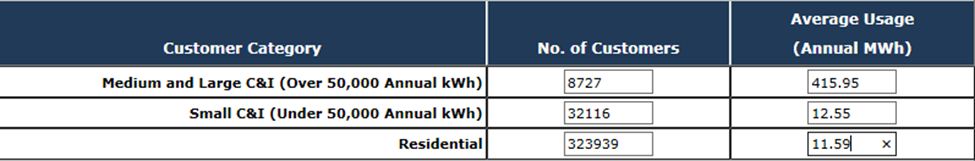 Customer Category No. of Customers Average Usage (Annual MWh)
Medium and Large C&I (Over 50,000 Annual kWh) 8727 415.95
Small C&I (Under 50,000 Annual kWh) 32116 12.55
Residential 323939 11.59